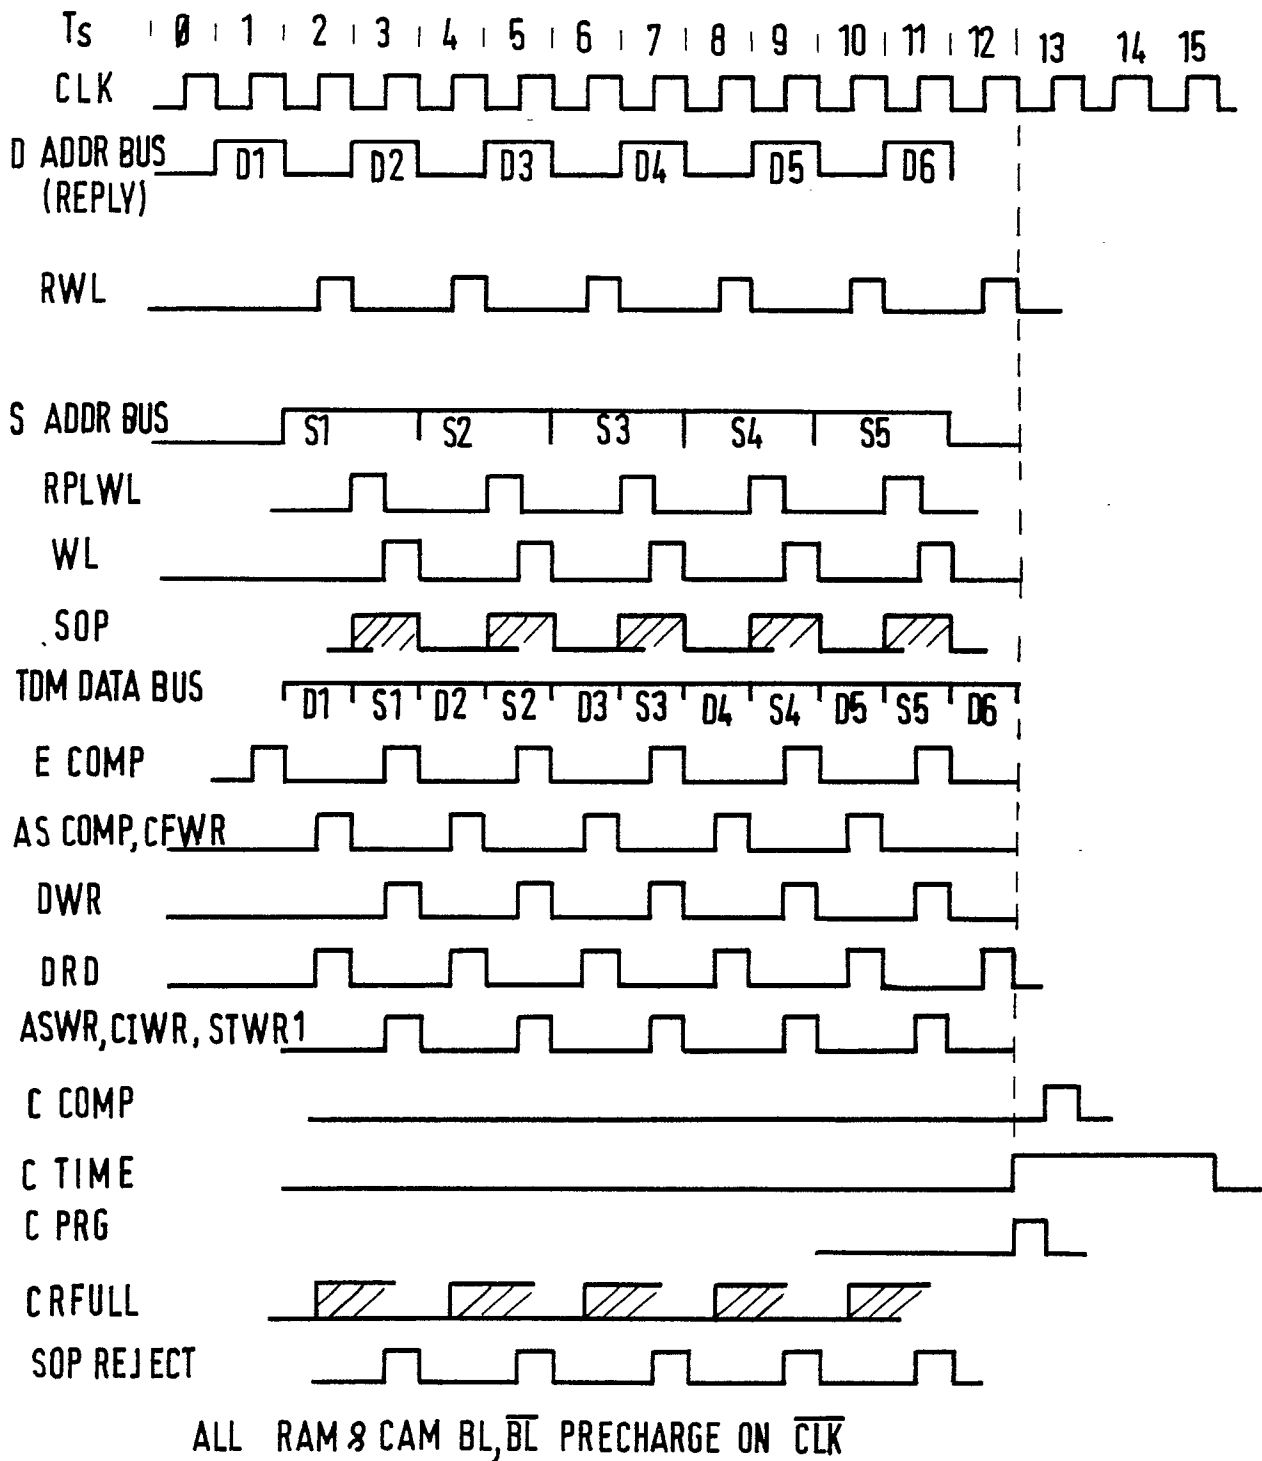 Ts 0 1 2 3 4 5 6 7 8 9 10 11 12 13 14 15
CLK
D ADDR BUS D1 D2 D3 D4 D5 D6
(REPLY)
RWL
S ADDR BUS S1 S2 S3 S4 S5
RPLWL
WL
SOP
TDM DATA BUS D1 S1 D2 S2 D3 S3 D4 S4 D5 S5 D6
E COMP
AS COMP, CFWR
DWR
DRD
ASWR, CIWR, STWR1
C COMP
C TIME
C PRG
CRFULL
SOP REJECT
ALL RAM & CAM BL, B̅L̅ PRECHARGE ON C̅L̅K̅